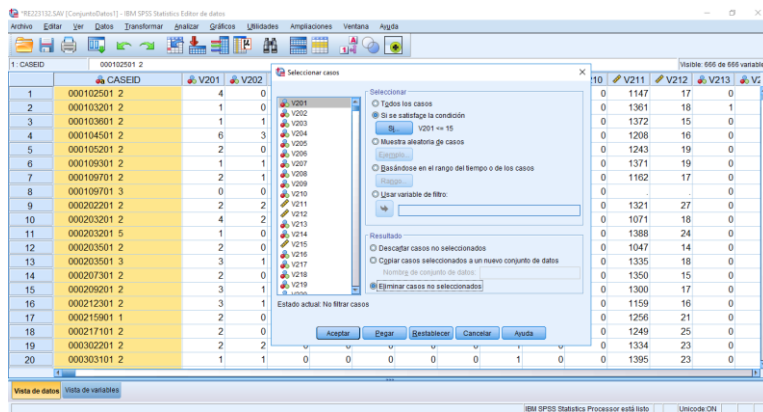 *RE223132.SAV [ConjuntoDatos1] - IBM SPSS Statistics Editor de datos
Archivo Editar Ver Datos Transformar Analizar Gráficos Utilidades Ampliaciones Ventana Ayuda
1 : CASEID 000102501 2 Visible: 666 de 666 variable
CASEID V201 V202 210 V211 V212 V213 V2
1 000102501 2 4 0 0 1147 17 0
2 000103201 2 1 0 0 1361 18 1
3 000103601 2 1 1 0 1372 15 0
4 000104501 2 6 3 0 1208 16 0
5 000105201 2 2 0 0 1243 19 0
6 000109301 2 1 1 0 1371 19 0
7 000109701 2 2 1 0 1162 17 0
8 000109701 3 0 0 0 . . 0
9 000202201 2 2 2 0 1321 27 0
10 000203201 2 4 2 0 1071 18 0
11 000203201 5 1 0 0 1388 24 0
12 000203501 2 2 0 0 1047 14 0
13 000203501 2 3 1 0 1335 18 0
14 000207301 2 2 0 0 1350 15 0
15 000209201 2 3 1 0 1300 17 0
16 000212301 2 3 1 0 1159 16 0
17 000215901 1 2 0 0 1256 21 0
18 000217101 2 2 0 0 1249 25 0
19 000302201 2 2 2 0 0 0 0 0 1 0 0 1334 23 0
20 000303101 2 1 1 0 0 0 0 1 0 0 1395 23 0
Seleccionar casos
V201
V202
V203
V204
V205
V206
V207
V208
V209
V210
V211
V212
V213
V214
V215
V216
V217
V218
V219
V220
Seleccionar
Todos los casos
Si se satisface la condición
Si... V201 <= 15
Muestra aleatoria de casos
Ejemplo...
Basándose en el rango del tiempo o de los casos
Rango...
Usar variable de filtro:
Resultado
Descartar casos no seleccionados
Copiar casos seleccionados a un nuevo conjunto de datos
Nombre de conjunto de datos:
Eliminar casos no seleccionados
Estado actual: No filtrar casos
Aceptar Pegar Restablecer Cancelar Ayuda
Vista de datos Vista de variables
IBM SPSS Statistics Processor está listo Unicode:ON